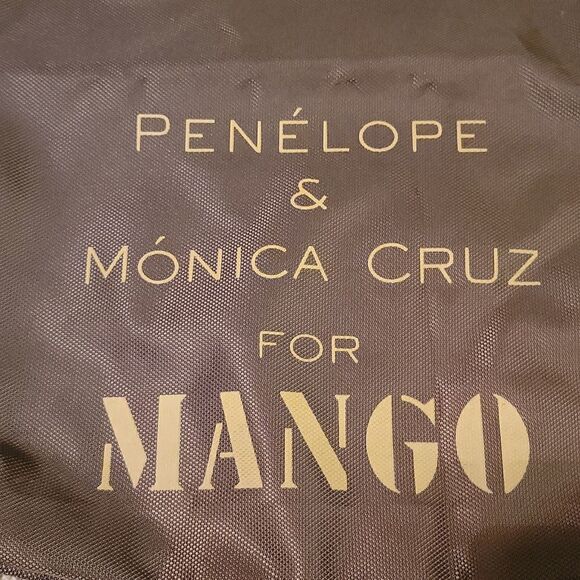 PENÉLOPE
&
MÓNICA CRUZ
FOR
MANGO